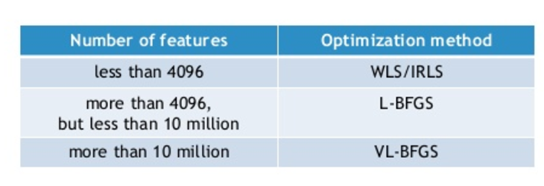 Number of features
Optimization method
less than 4096
WLS/IRLS
more than 4096,
but less than 10 million
L-BFGS
more than 10 million
VL-BFGS